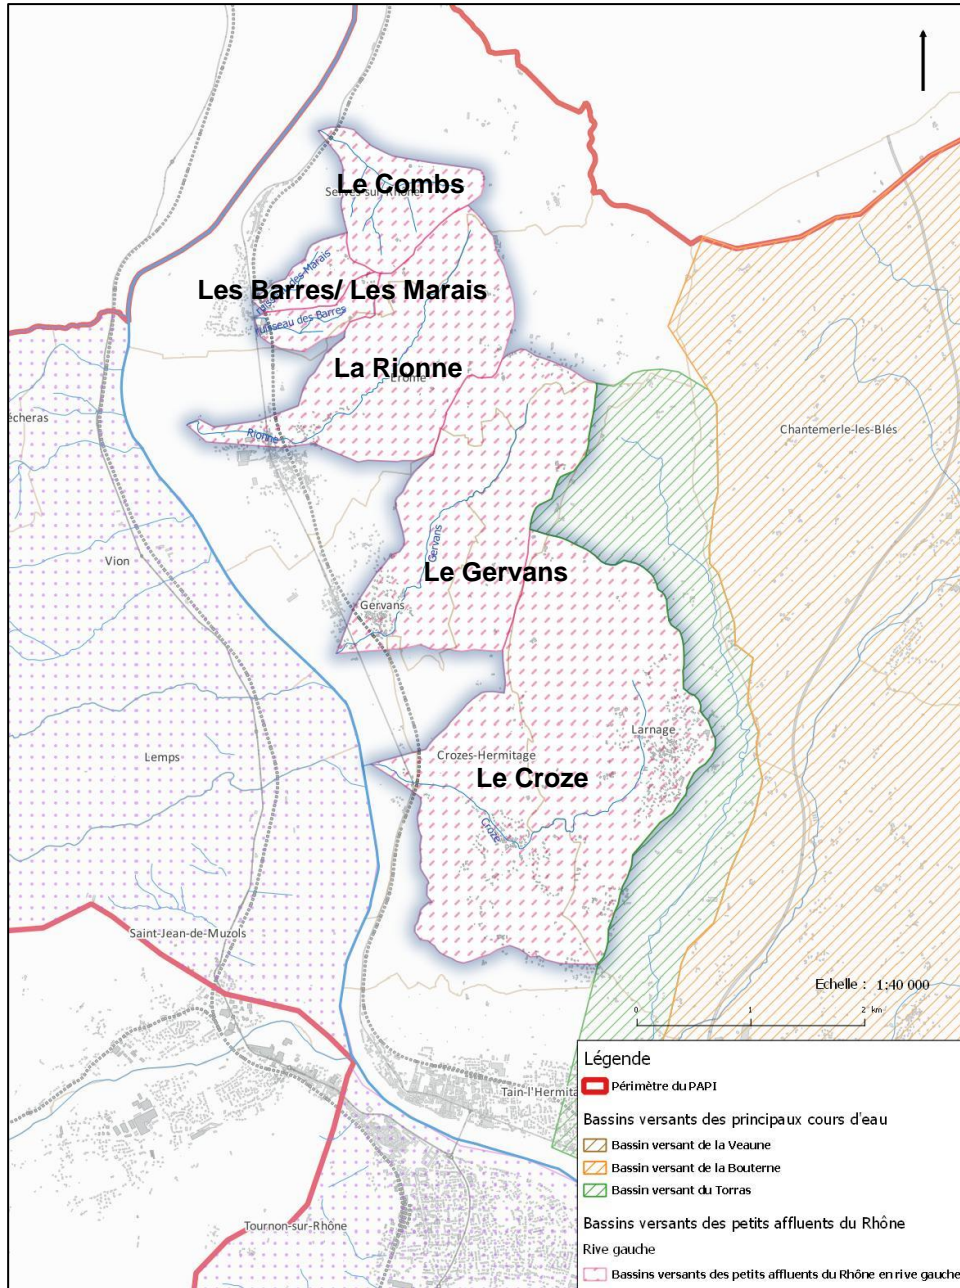 Le Combs
Serves-sur-Rhône
Ruisseau des Marais
Les Barres/ Les Marais
Ruisseau des Barres
La Rionne
Erôme
écheras
Rionne
Chantemerle-les-Blés
Gervans
Vion
Le Gervans
Gervans
Larnage
Lemps
Crozes-Hermitage
Le Croze
Croze
Saint-Jean-de-Muzols
Echelle : 1:40 000
0 1 2 km
Tain-l'Hermita
Tournon-sur-Rhône
Légende
Périmètre du PAPI
Bassins versants des principaux cours d'eau
Bassin versant de la Veaune
Bassin versant de la Bouterne
Bassin versant du Torras
Bassins versants des petits affluents du Rhône
Rive gauche
Bassins versants des petits affluents du Rhône en rive gauche